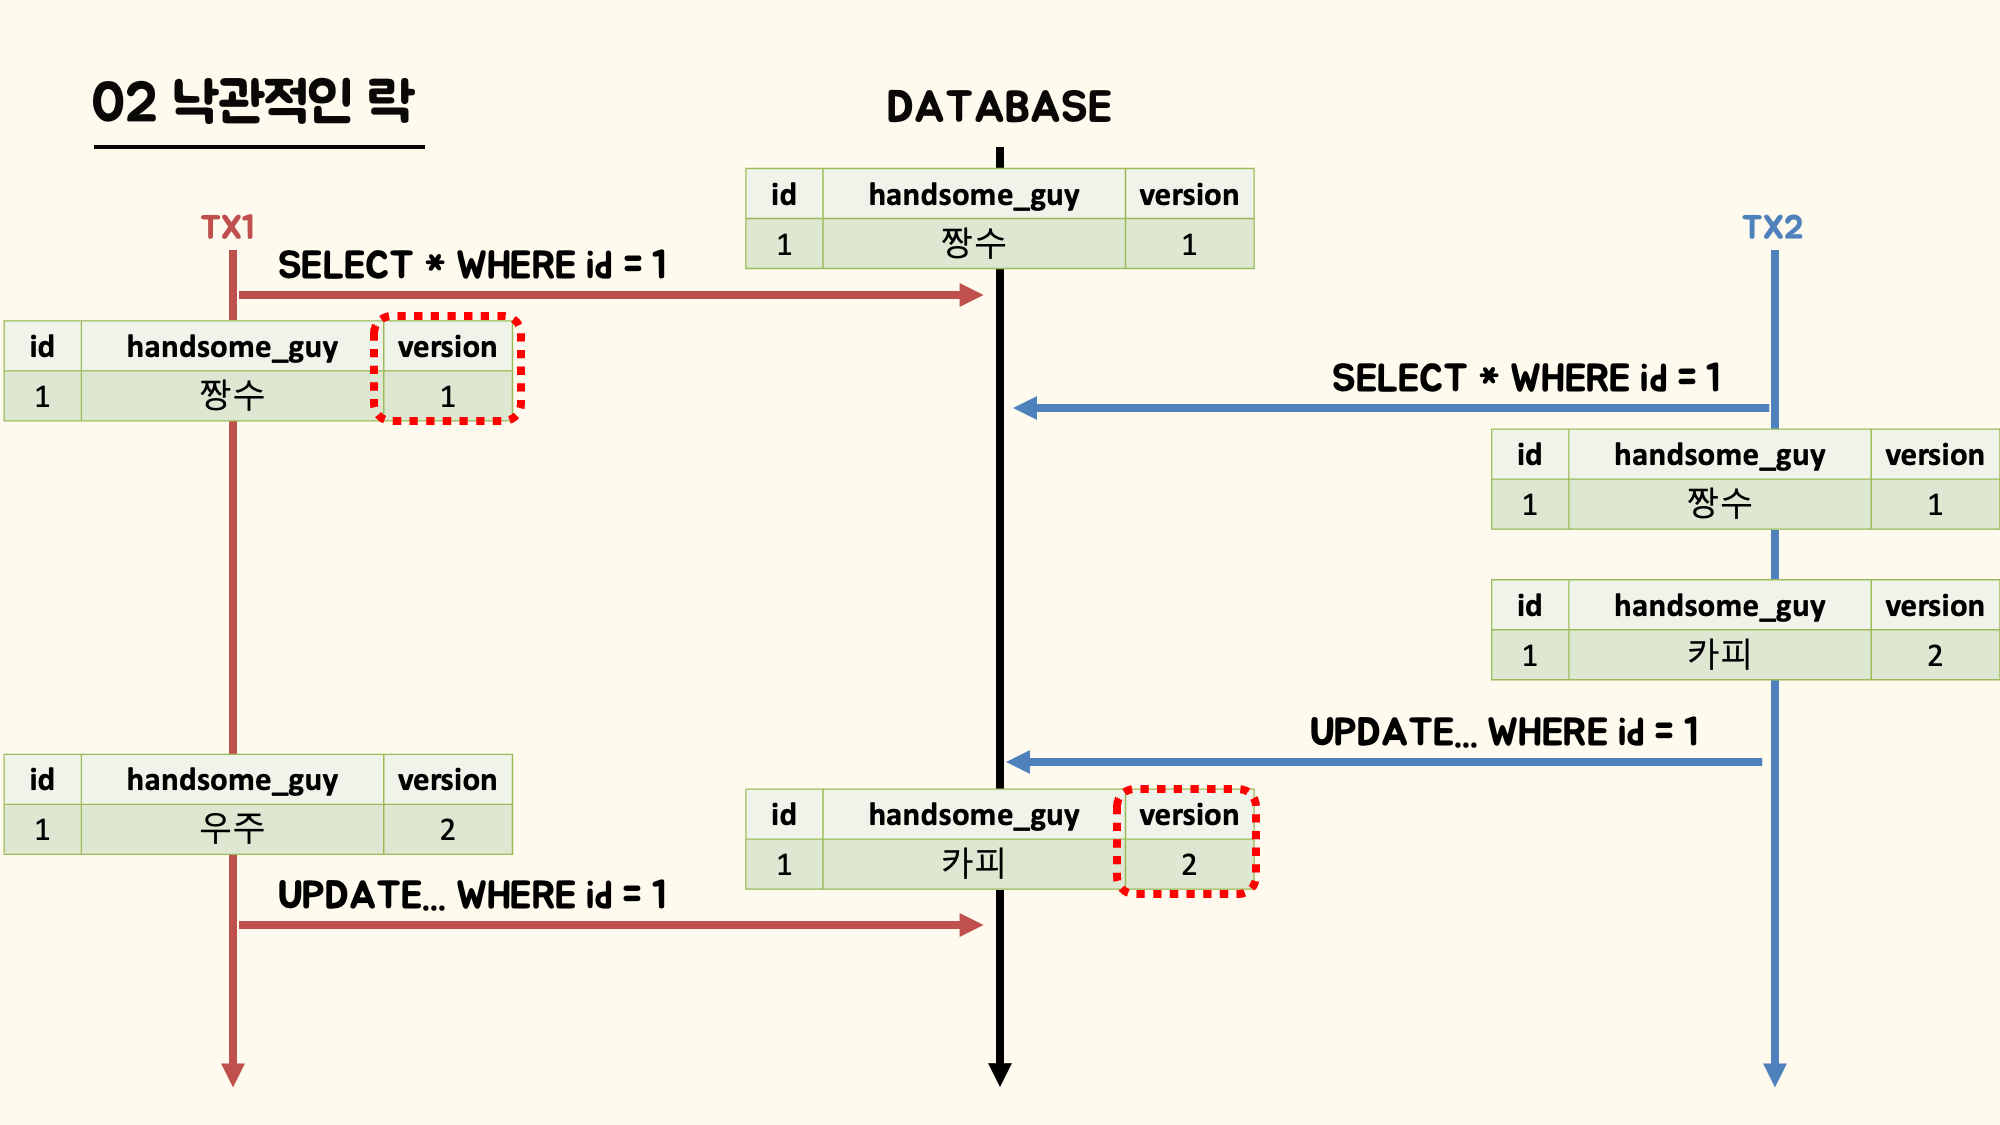 02 낙관적인 락
DATABASE
id handsome_guy version
1 짱수 1
TX1
TX2
SELECT * WHERE id = 1
id handsome_guy version
1 짱수 1
SELECT * WHERE id = 1
id handsome_guy version
1 짱수 1
id handsome_guy version
1 카피 2
UPDATE... WHERE id = 1
id handsome_guy version
1 우주 2
id handsome_guy version
1 카피 2
UPDATE... WHERE id = 1